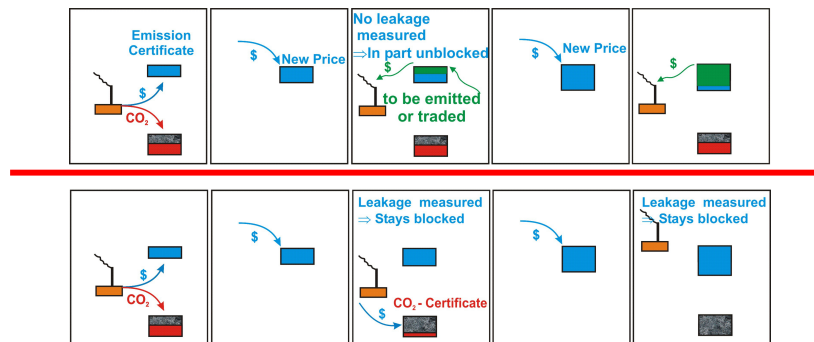 Emission
Certificate
$
CO₂
$
New Price
No leakage
measured
⇒In part unblocked
$
to be emitted
or traded
$
New Price
$
$
CO₂
$
Leakage measured
⇒ Stays blocked
CO₂ - Certificate
$
$
Leakage measured
⇒ Stays blocked